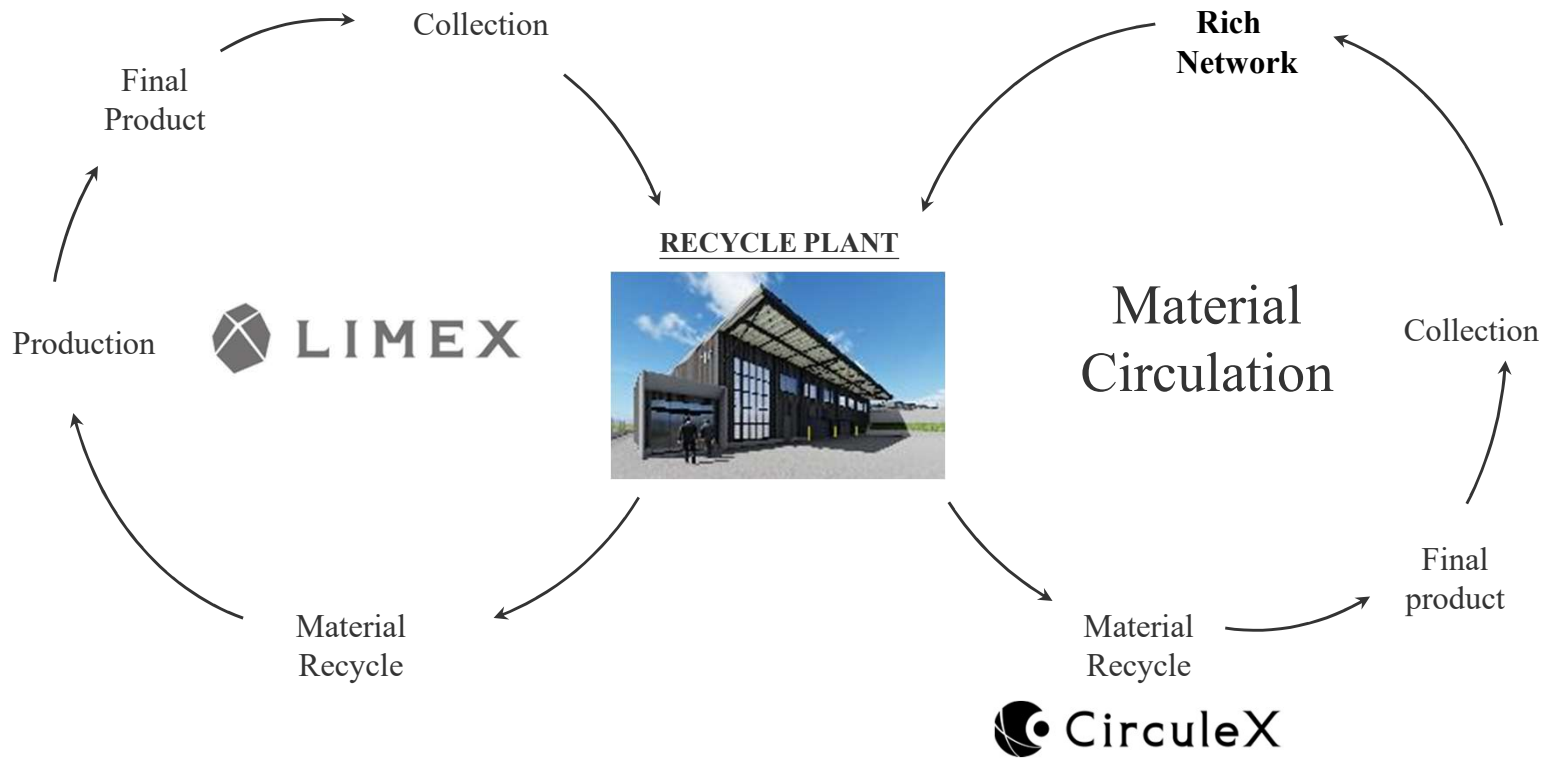 Collection
Final
Product
Production
LIMEX
Material
Recycle
RECYCLE PLANT
Rich
Network
Material
Circulation
Collection
Final
product
Material
Recycle
CirculeX